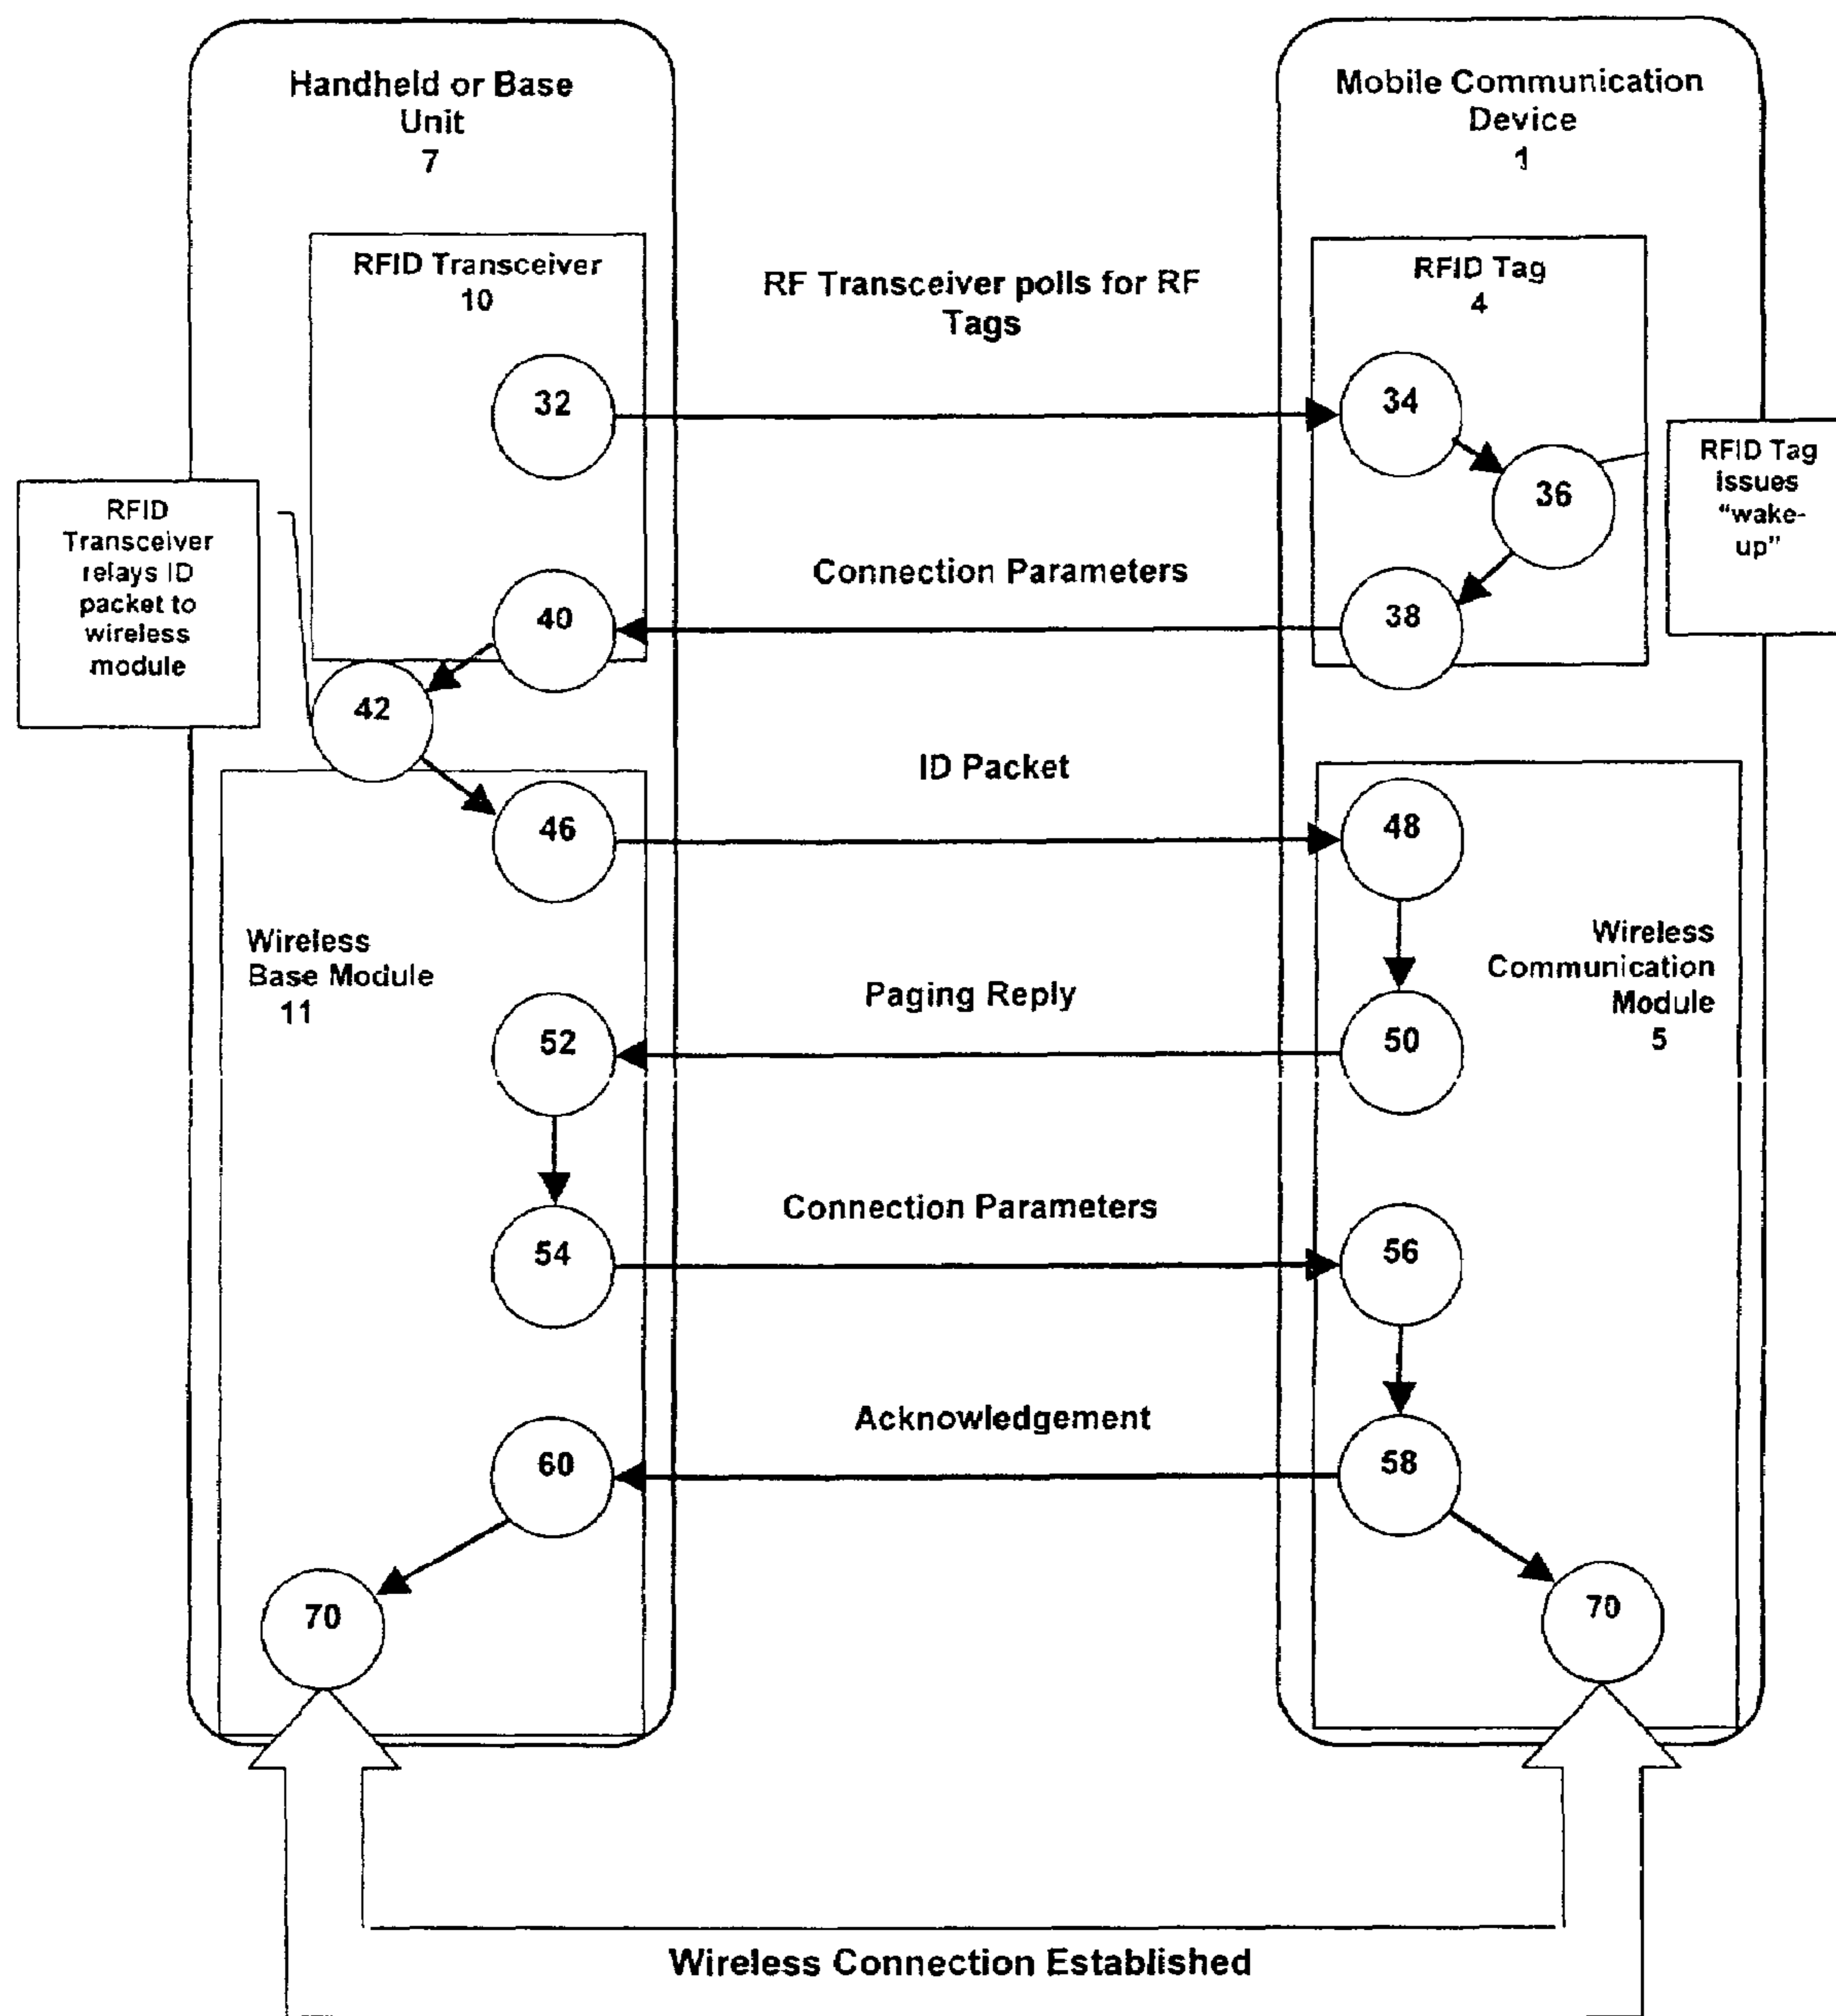 Handheld or Base
Unit
7
Mobile Communication
Device
1
RFID Transceiver
10
RF Transceiver polls for RF
Tags
RFID Tag
4
32
34
36
RFID Tag
issues
"wake-
up"
RFID
Transceiver
relays ID
packet to
wireless
module
Connection Parameters
40
38
42
ID Packet
46
48
Wireless
Base Module
11
Wireless
Communication
Module
5
Paging Reply
52
50
Connection Parameters
54
56
Acknowledgement
60
58
70
70
Wireless Connection Established